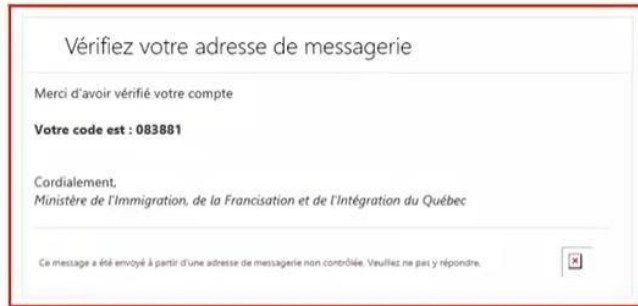 Vérifiez votre adresse de messagerie
Merci d'avoir vérifié votre compte
Votre code est : 083881
Cordialement,
Ministère de l'Immigration, de la Francisation et de l'Intégration du Québec
Ce message a été envoyé à partir d'une adresse de messagerie non contrôlée. Veuillez ne pas y répondre.